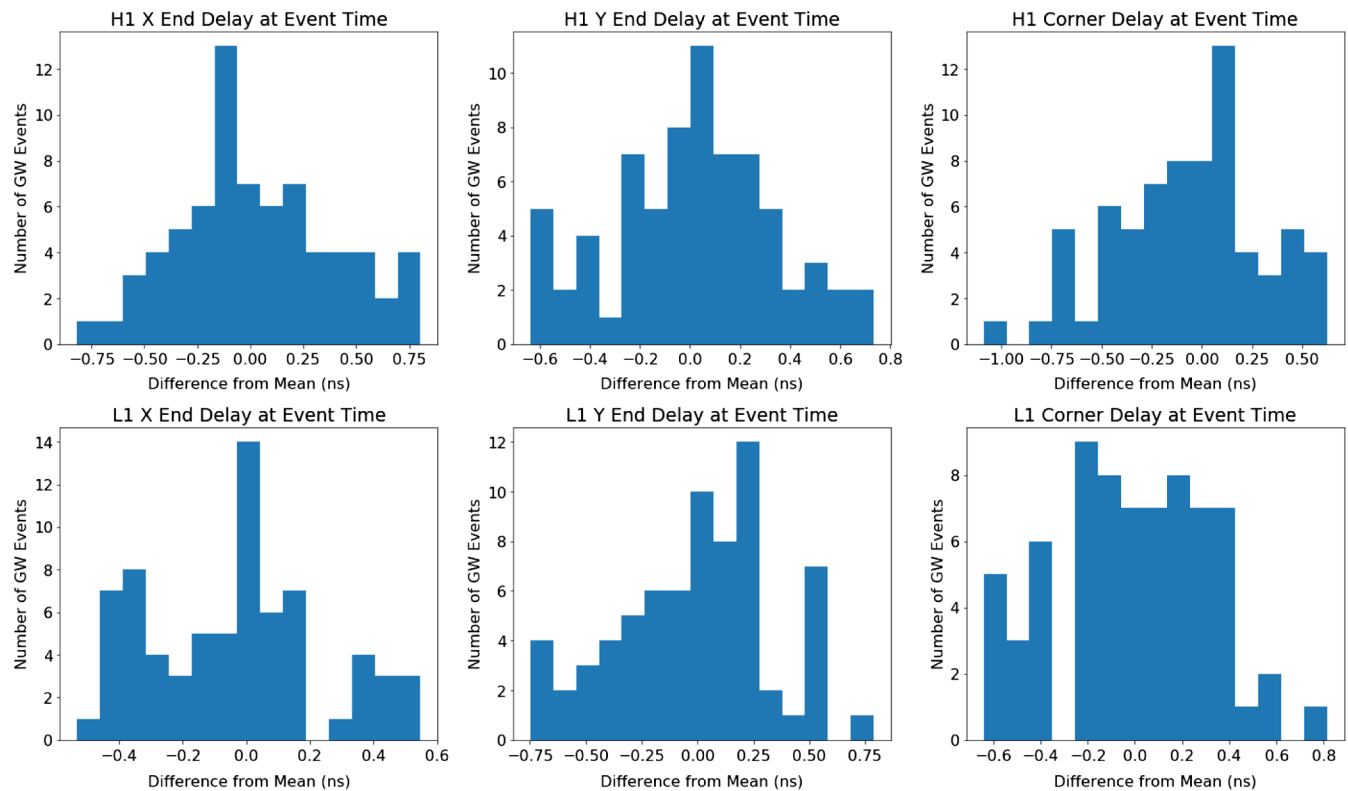 H1 X End Delay at Event Time
Number of GW Events
12
10
8
6
4
2
0
−0.75 −0.50 −0.25 0.00 0.25 0.50 0.75
Difference from Mean (ns)
H1 Y End Delay at Event Time
Number of GW Events
10
8
6
4
2
0
−0.6 −0.4 −0.2 0.0 0.2 0.4 0.6 0.8
Difference from Mean (ns)
H1 Corner Delay at Event Time
Number of GW Events
12
10
8
6
4
2
0
−1.00 −0.75 −0.50 −0.25 0.00 0.25 0.50
Difference from Mean (ns)
L1 X End Delay at Event Time
Number of GW Events
14
12
10
8
6
4
2
0
−0.4 −0.2 0.0 0.2 0.4 0.6
Difference from Mean (ns)
L1 Y End Delay at Event Time
Number of GW Events
12
10
8
6
4
2
0
−0.75 −0.50 −0.25 0.00 0.25 0.50 0.75
Difference from Mean (ns)
L1 Corner Delay at Event Time
Number of GW Events
8
6
4
2
0
−0.6 −0.4 −0.2 0.0 0.2 0.4 0.6 0.8
Difference from Mean (ns)